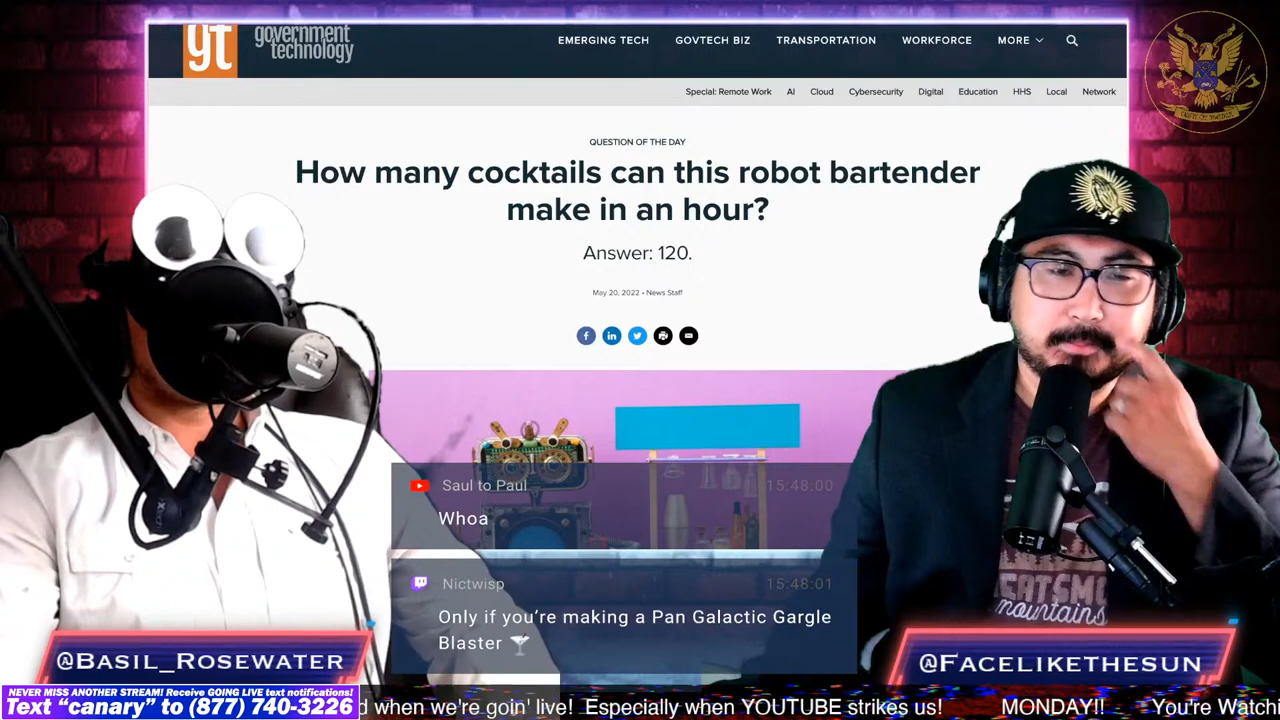 gt
government
technology
EMERGING TECH GOVTECH BIZ TRANSPORTATION WORKFORCE MORE
Special: Remote Work AI Cloud Cybersecurity Digital Education HHS Local Network
QUESTION OF THE DAY
How many cocktails can this robot bartender
make in an hour?
Answer: 120.
May 20, 2022 • News Staff
Saul to Paul 15:48:00
Whoa
Nictwisp 15:48:01
Only if you’re making a Pan Galactic Gargle
Blaster 🍸
mountains
@BASIL_ROSEWATER
@FACELIKETHESUN
NEVER MISS ANOTHER STREAM! Receive GOING LIVE text notifications!
Text “canary” to (877) 740-3226
d when we're goin' live! Especially when YOUTUBE strikes us! MONDAY!! You're Watchi